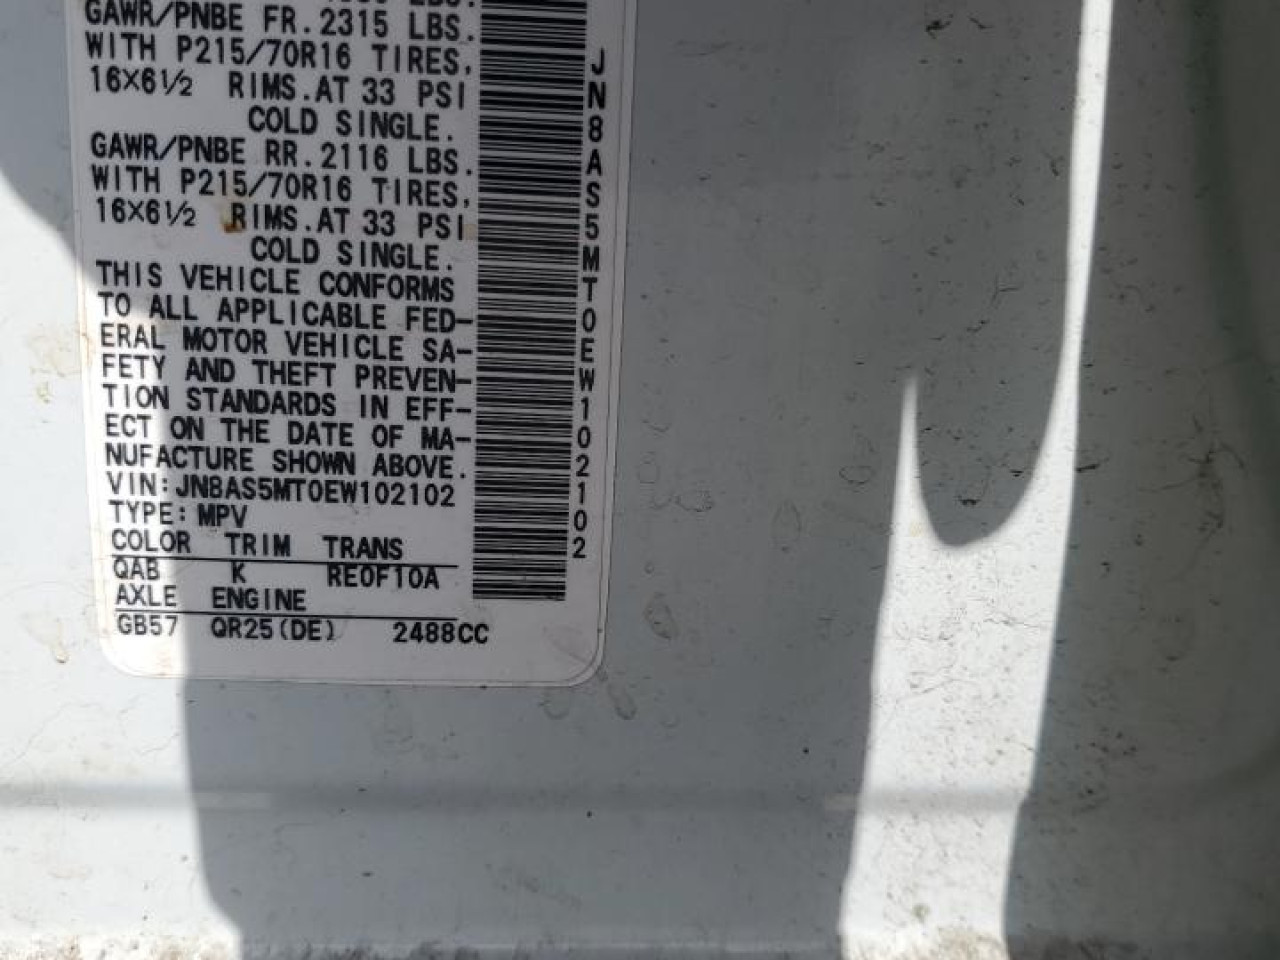 GAWR/PNBE FR. 2315 LBS.
WITH P215/70R16 TIRES,
16X6½ RIMS. AT 33 PSI
COLD SINGLE.
GAWR/PNBE RR. 2116 LBS.
WITH P215/70R16 TIRES,
16X6½ RIMS. AT 33 PSI
COLD SINGLE.
THIS VEHICLE CONFORMS
TO ALL APPLICABLE FED-
ERAL MOTOR VEHICLE SA-
FETY AND THEFT PREVEN-
TION STANDARDS IN EFF-
ECT ON THE DATE OF MA-
NUFACTURE SHOWN ABOVE.
VIN: JN8AS5MT0EW102102
TYPE: MPV
COLOR TRIM TRANS
QAB K RE0F10A
AXLE ENGINE
GB57 QR25(DE) 2488CC
JN8AS5MT0EW102102